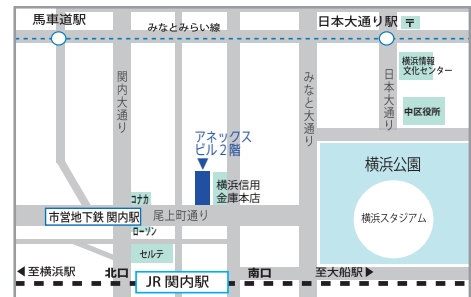 馬車道駅
みなとみらい線
日本大通り駅
〒
関内大通り
みなと大通り
日本大通り
横浜情報
文化センター
中区役所
アネックス
ビル2階
横浜信用
金庫本店
横浜公園
横浜スタジアム
コナカ
市営地下鉄 関内駅
尾上町通り
ローソン
セルテ
◀至横浜駅
北口
JR 関内駅
南口
至大船駅▶